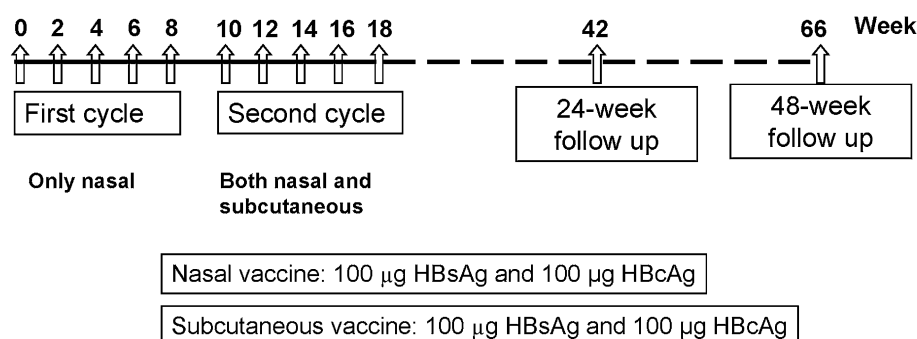 0 2 4 6 8 10 12 14 16 18 42 66 Week
First cycle Second cycle 24-week follow up 48-week follow up
Only nasal Both nasal and subcutaneous
Nasal vaccine: 100 μg HBsAg and 100 µg HBcAg
Subcutaneous vaccine: 100 μg HBsAg and 100 µg HBcAg